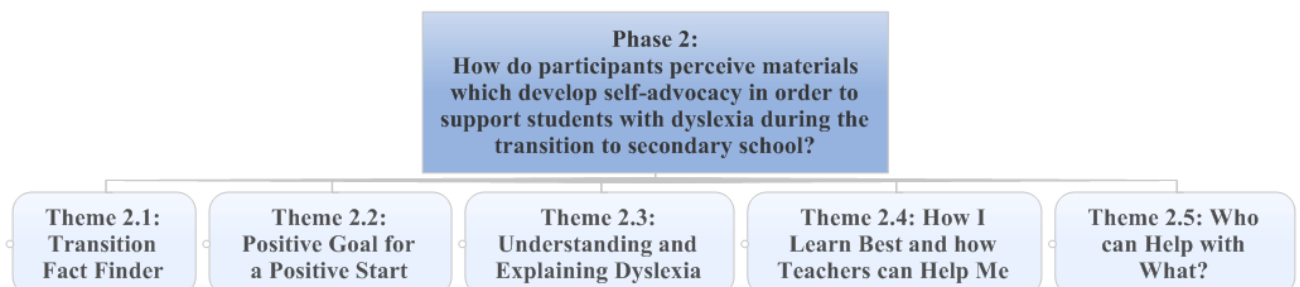 Phase 2:
How do participants perceive materials
which develop self-advocacy in order to
support students with dyslexia during the
transition to secondary school?
Theme 2.1:
Transition
Fact Finder
Theme 2.2:
Positive Goal for
a Positive Start
Theme 2.3:
Understanding and
Explaining Dyslexia
Theme 2.4: How I
Learn Best and how
Teachers can Help Me
Theme 2.5: Who
can Help with
What?